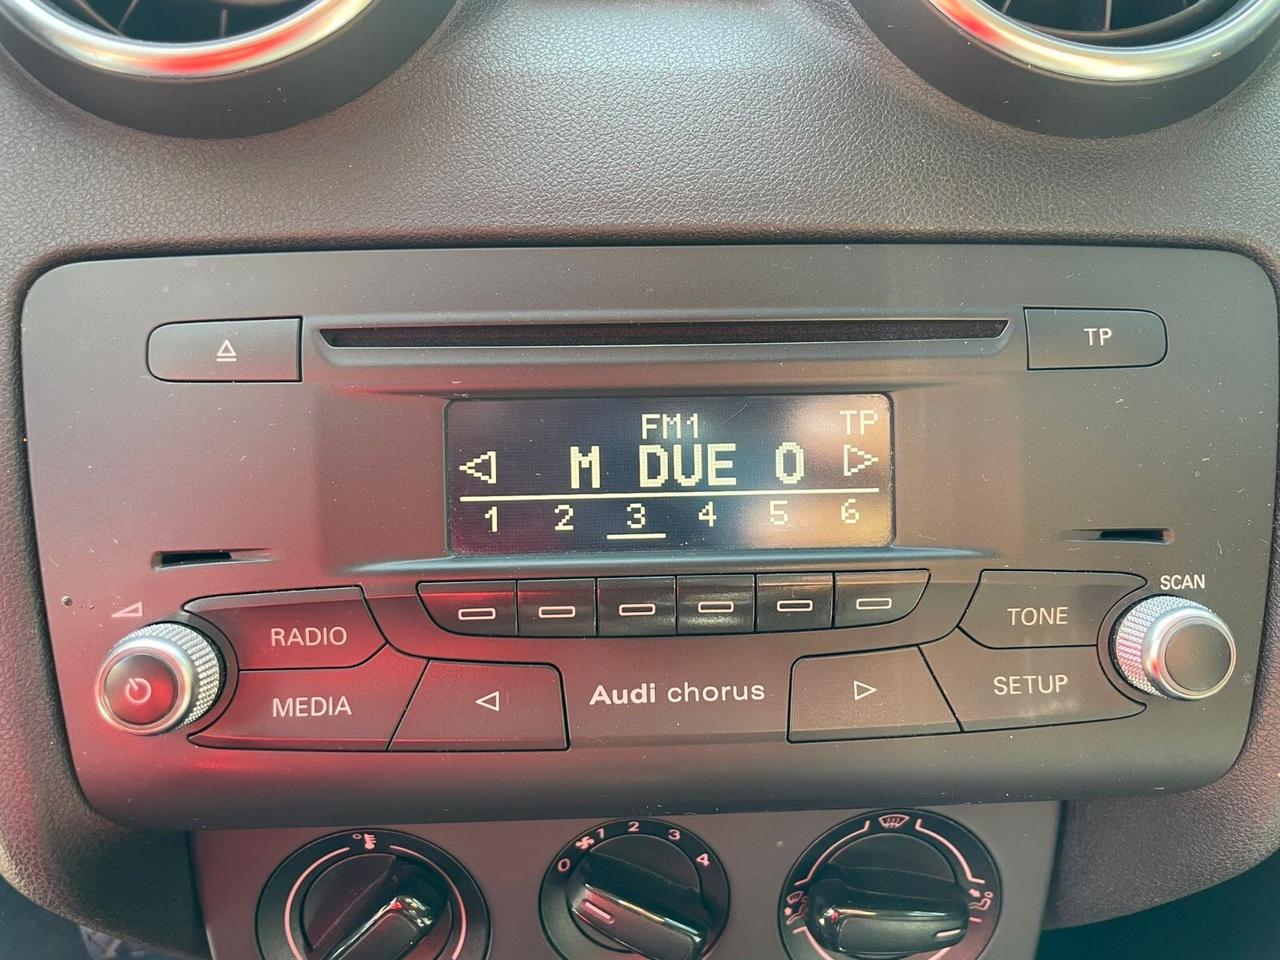 TP
FM1 TP
M DUE O
1 2 3 4 5 6
SCAN
RADIO
TONE
MEDIA
Audi chorus
SETUP
0 1 2 3 4